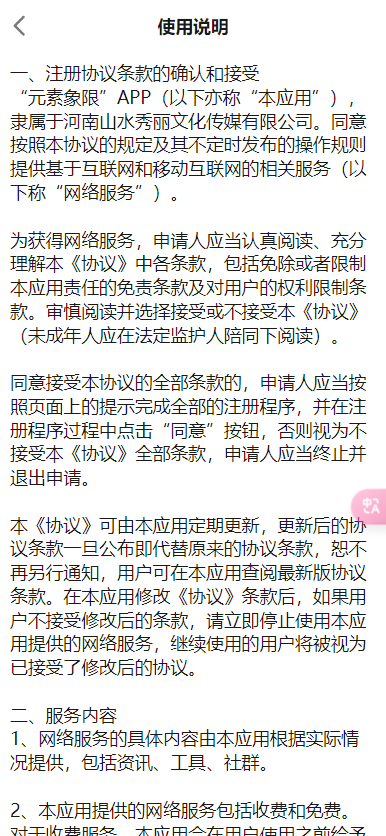 使用说明
一、注册协议条款的确认和接受
“元素象限”APP（以下亦称“本应用”），
隶属于河南山水秀丽文化传媒有限公司。同意
按照本协议的规定及其不定时发布的操作规则
提供基于互联网和移动互联网的相关服务（以
下称“网络服务”）。
为获得网络服务，申请人应当认真阅读、充分
理解本《协议》中各条款，包括免除或者限制
本应用责任的免责条款及对用户的权利限制条
款。审慎阅读并选择接受或不接受本《协议》
（未成年人应在法定监护人陪同下阅读）。
同意接受本协议的全部条款的，申请人应当按
照页面上的提示完成全部的注册程序，并在注
册程序过程中点击“同意”按钮，否则视为不
接受本《协议》全部条款，申请人应当终止并
退出申请。
本《协议》可由本应用定期更新，更新后的协
议条款一旦公布即代替原来的协议条款，恕不
再另行通知，用户可在本应用查阅最新版协议
条款。在本应用修改《协议》条款后，如果用
户不接受修改后的条款，请立即停止使用本应
用提供的网络服务，继续使用的用户将被视为
已接受了修改后的协议。
二、服务内容
1、网络服务的具体内容由本应用根据实际情
况提供，包括资讯、工具、社群。
2、本应用提供的网络服务包括收费和免费。
对于收费服务，本应用会在用户使用之前给予